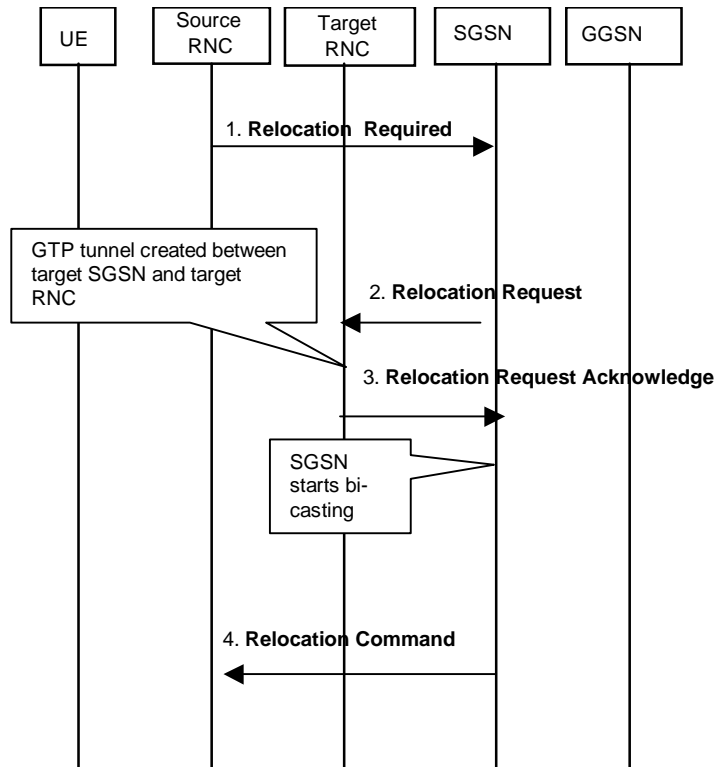 UE
Source
RNC
Target
RNC
SGSN
GGSN
1. Relocation Required
GTP tunnel created between
target SGSN and target
RNC
2. Relocation Request
3. Relocation Request Acknowledge
SGSN
starts bi-
casting
4. Relocation Command